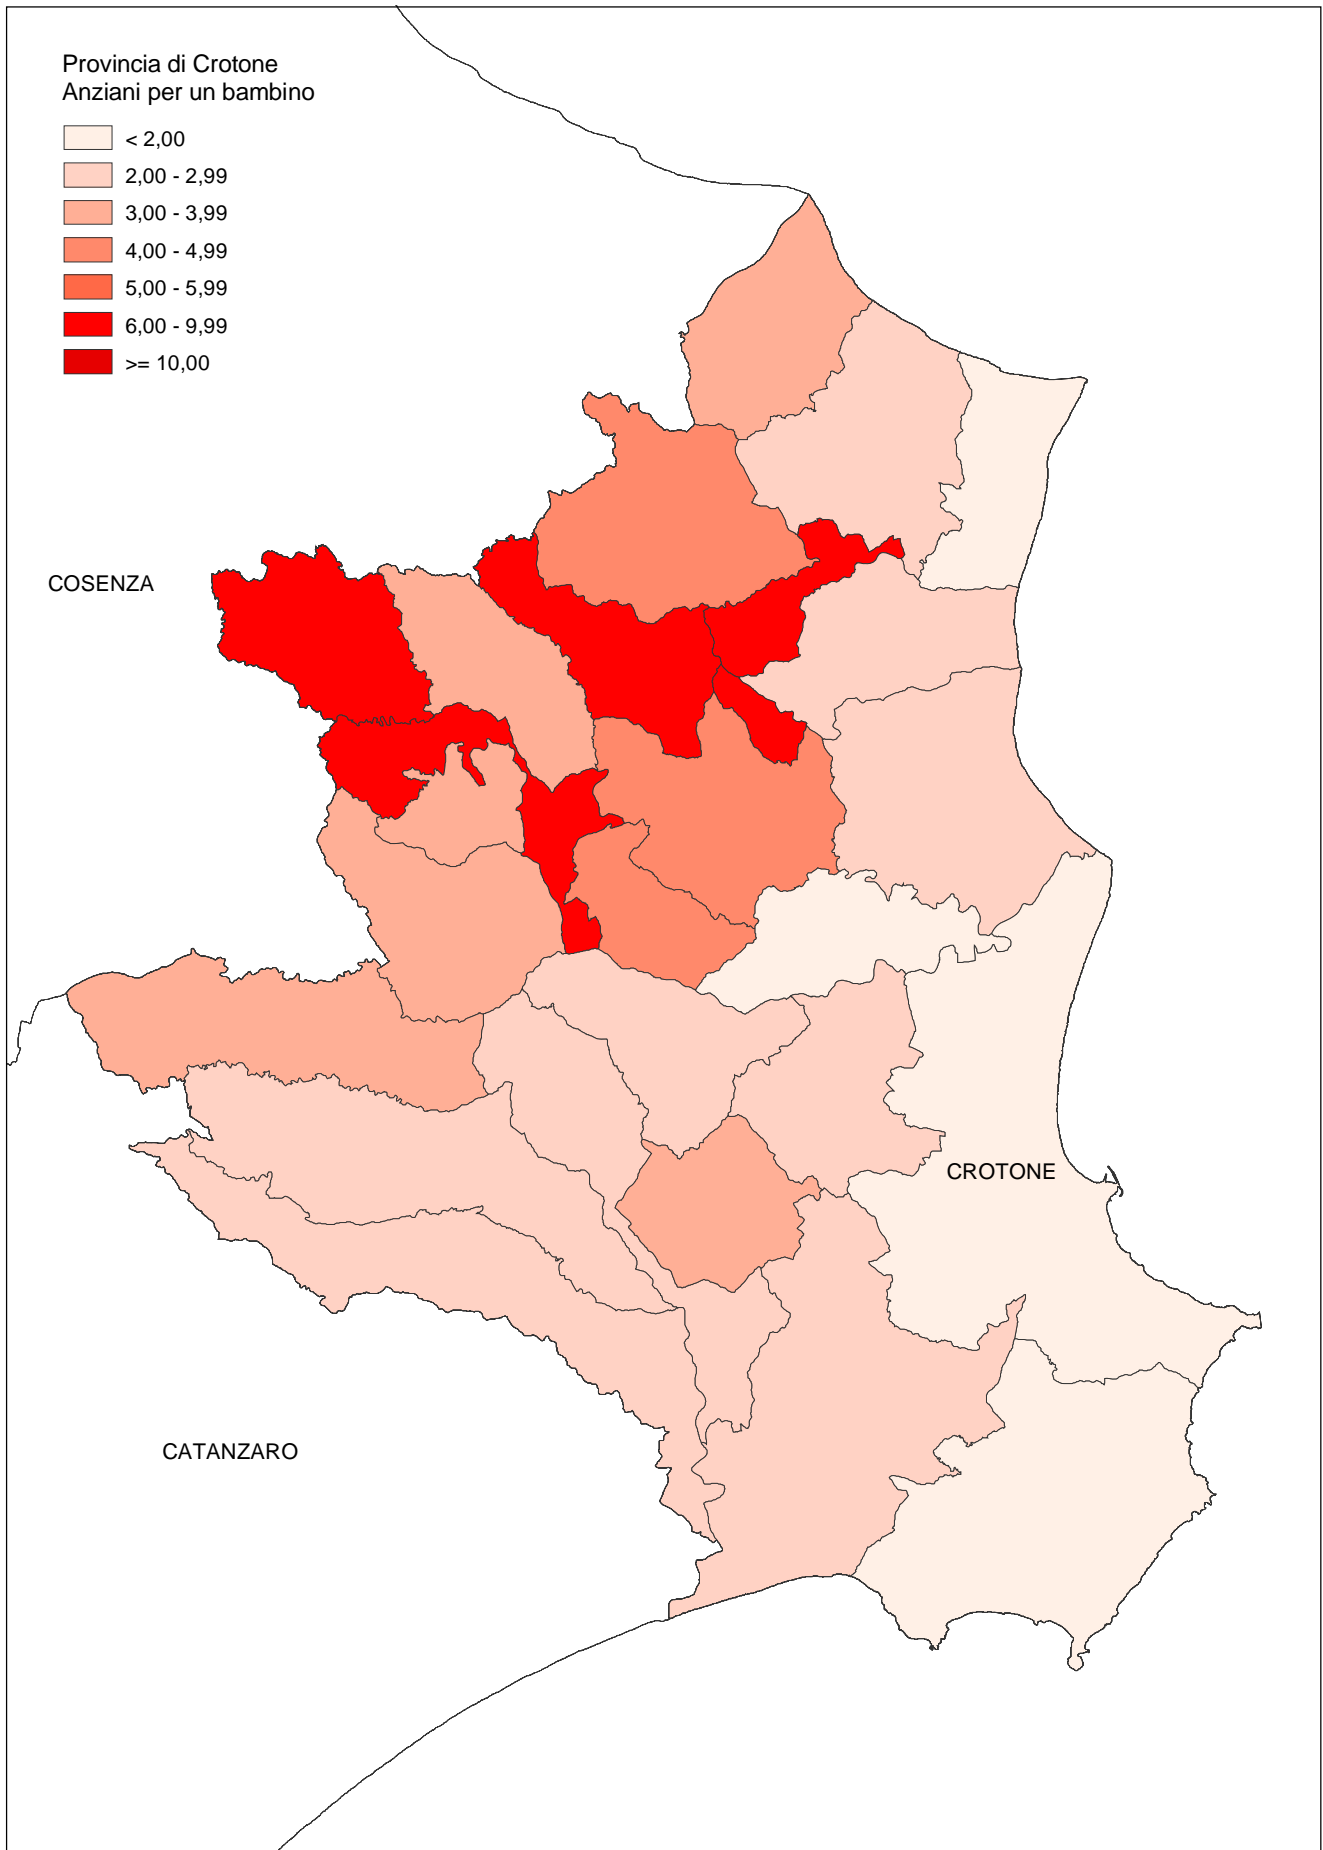 Provincia di Crotone
Anziani per un bambino
< 2,00
2,00 - 2,99
3,00 - 3,99
4,00 - 4,99
5,00 - 5,99
6,00 - 9,99
>= 10,00
COSENZA
CROTONE
CATANZARO